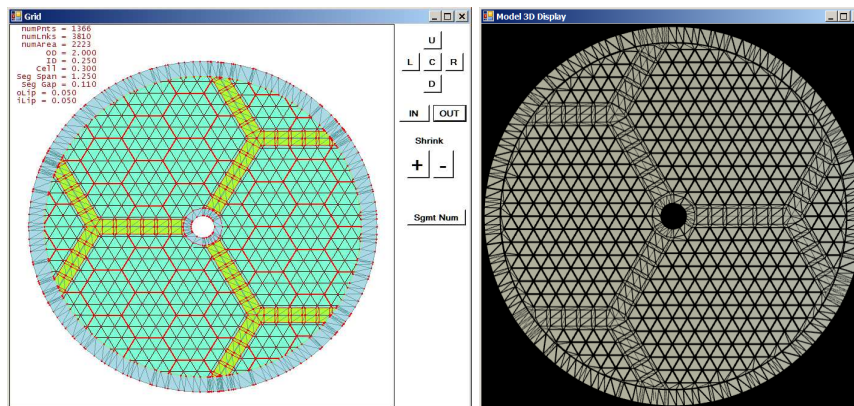 Grid
numPnts = 1366
numLnks = 3810
numArea = 2223
OD = 2.000
ID = 0.250
Cell = 0.300
Seg Span = 1.250
Seg Gap = 0.110
oLip = 0.050
iLip = 0.050
U
L C R
D
IN OUT
Shrink
+ -
Sgmt Num
Model 3D Display